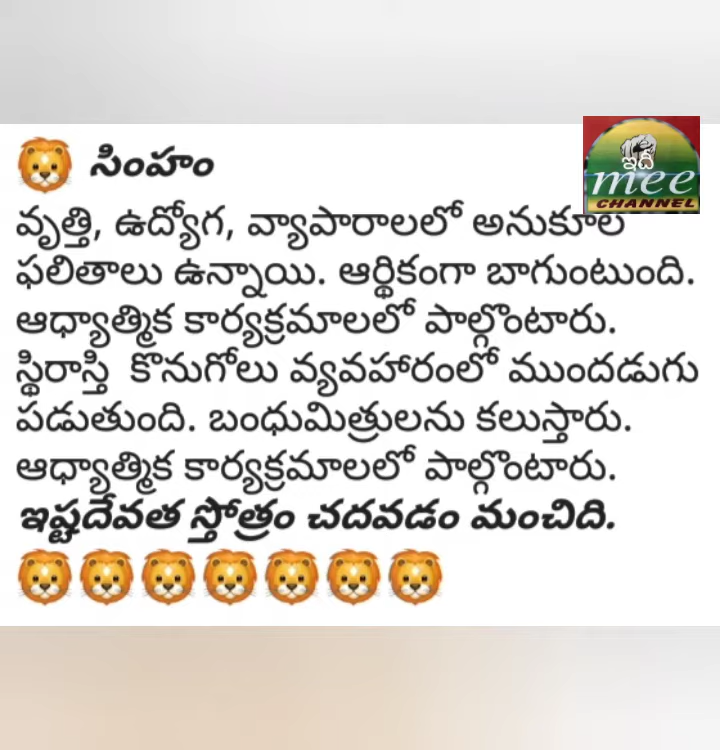 🦁 సింహం
ఇదీ
mee
CHANNEL
వృత్తి, ఉద్యోగ, వ్యాపారాలలో అనుకూల
ఫలితాలు ఉన్నాయి. ఆర్థికంగా బాగుంటుంది.
ఆధ్యాత్మిక కార్యక్రమాలలో పాల్గొంటారు.
స్థిరాస్తి కొనుగోలు వ్యవహారంలో ముందడుగు
పడుతుంది. బంధుమిత్రులను కలుస్తారు.
ఆధ్యాత్మిక కార్యక్రమాలలో పాల్గొంటారు.
ఇష్టదేవత స్తోత్రం చదవడం మంచిది.
🦁🦁🦁🦁🦁🦁🦁